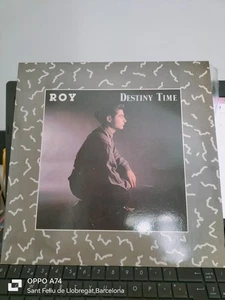 ROY
DESTINY TIME
OPPO A74
Sant Feliu de Llobregat,Barcelona